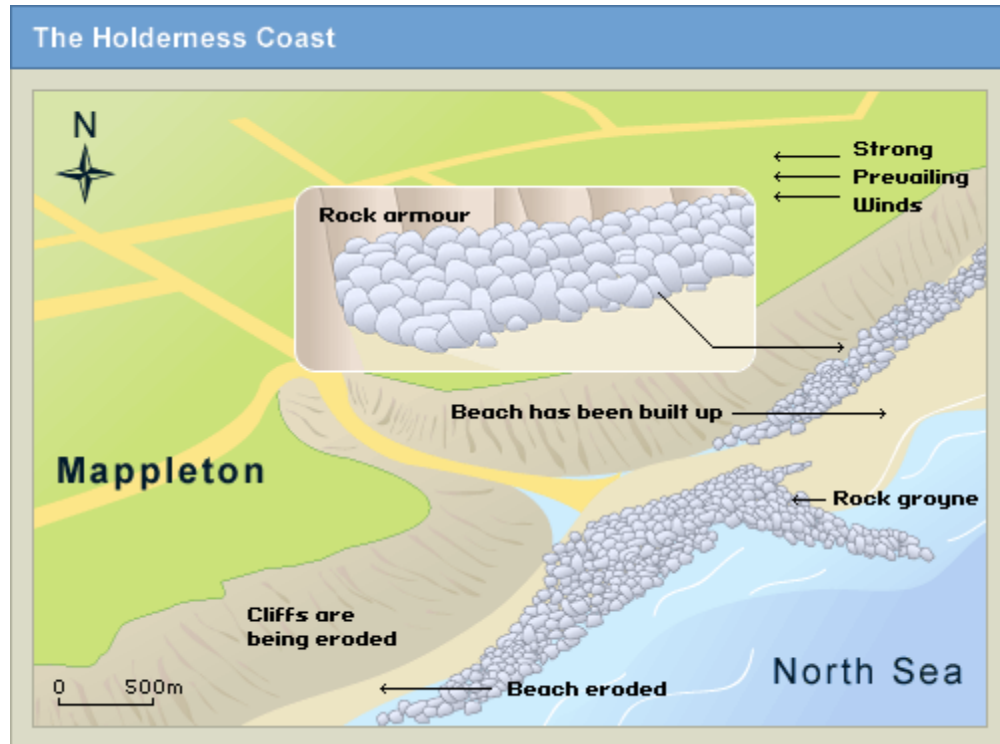 The Holderness Coast
N
Strong
Prevailing
Winds
Rock armour
Beach has been built up
Mappleton
Rock groyne
Cliffs are
being eroded
North Sea
0 500m
Beach eroded